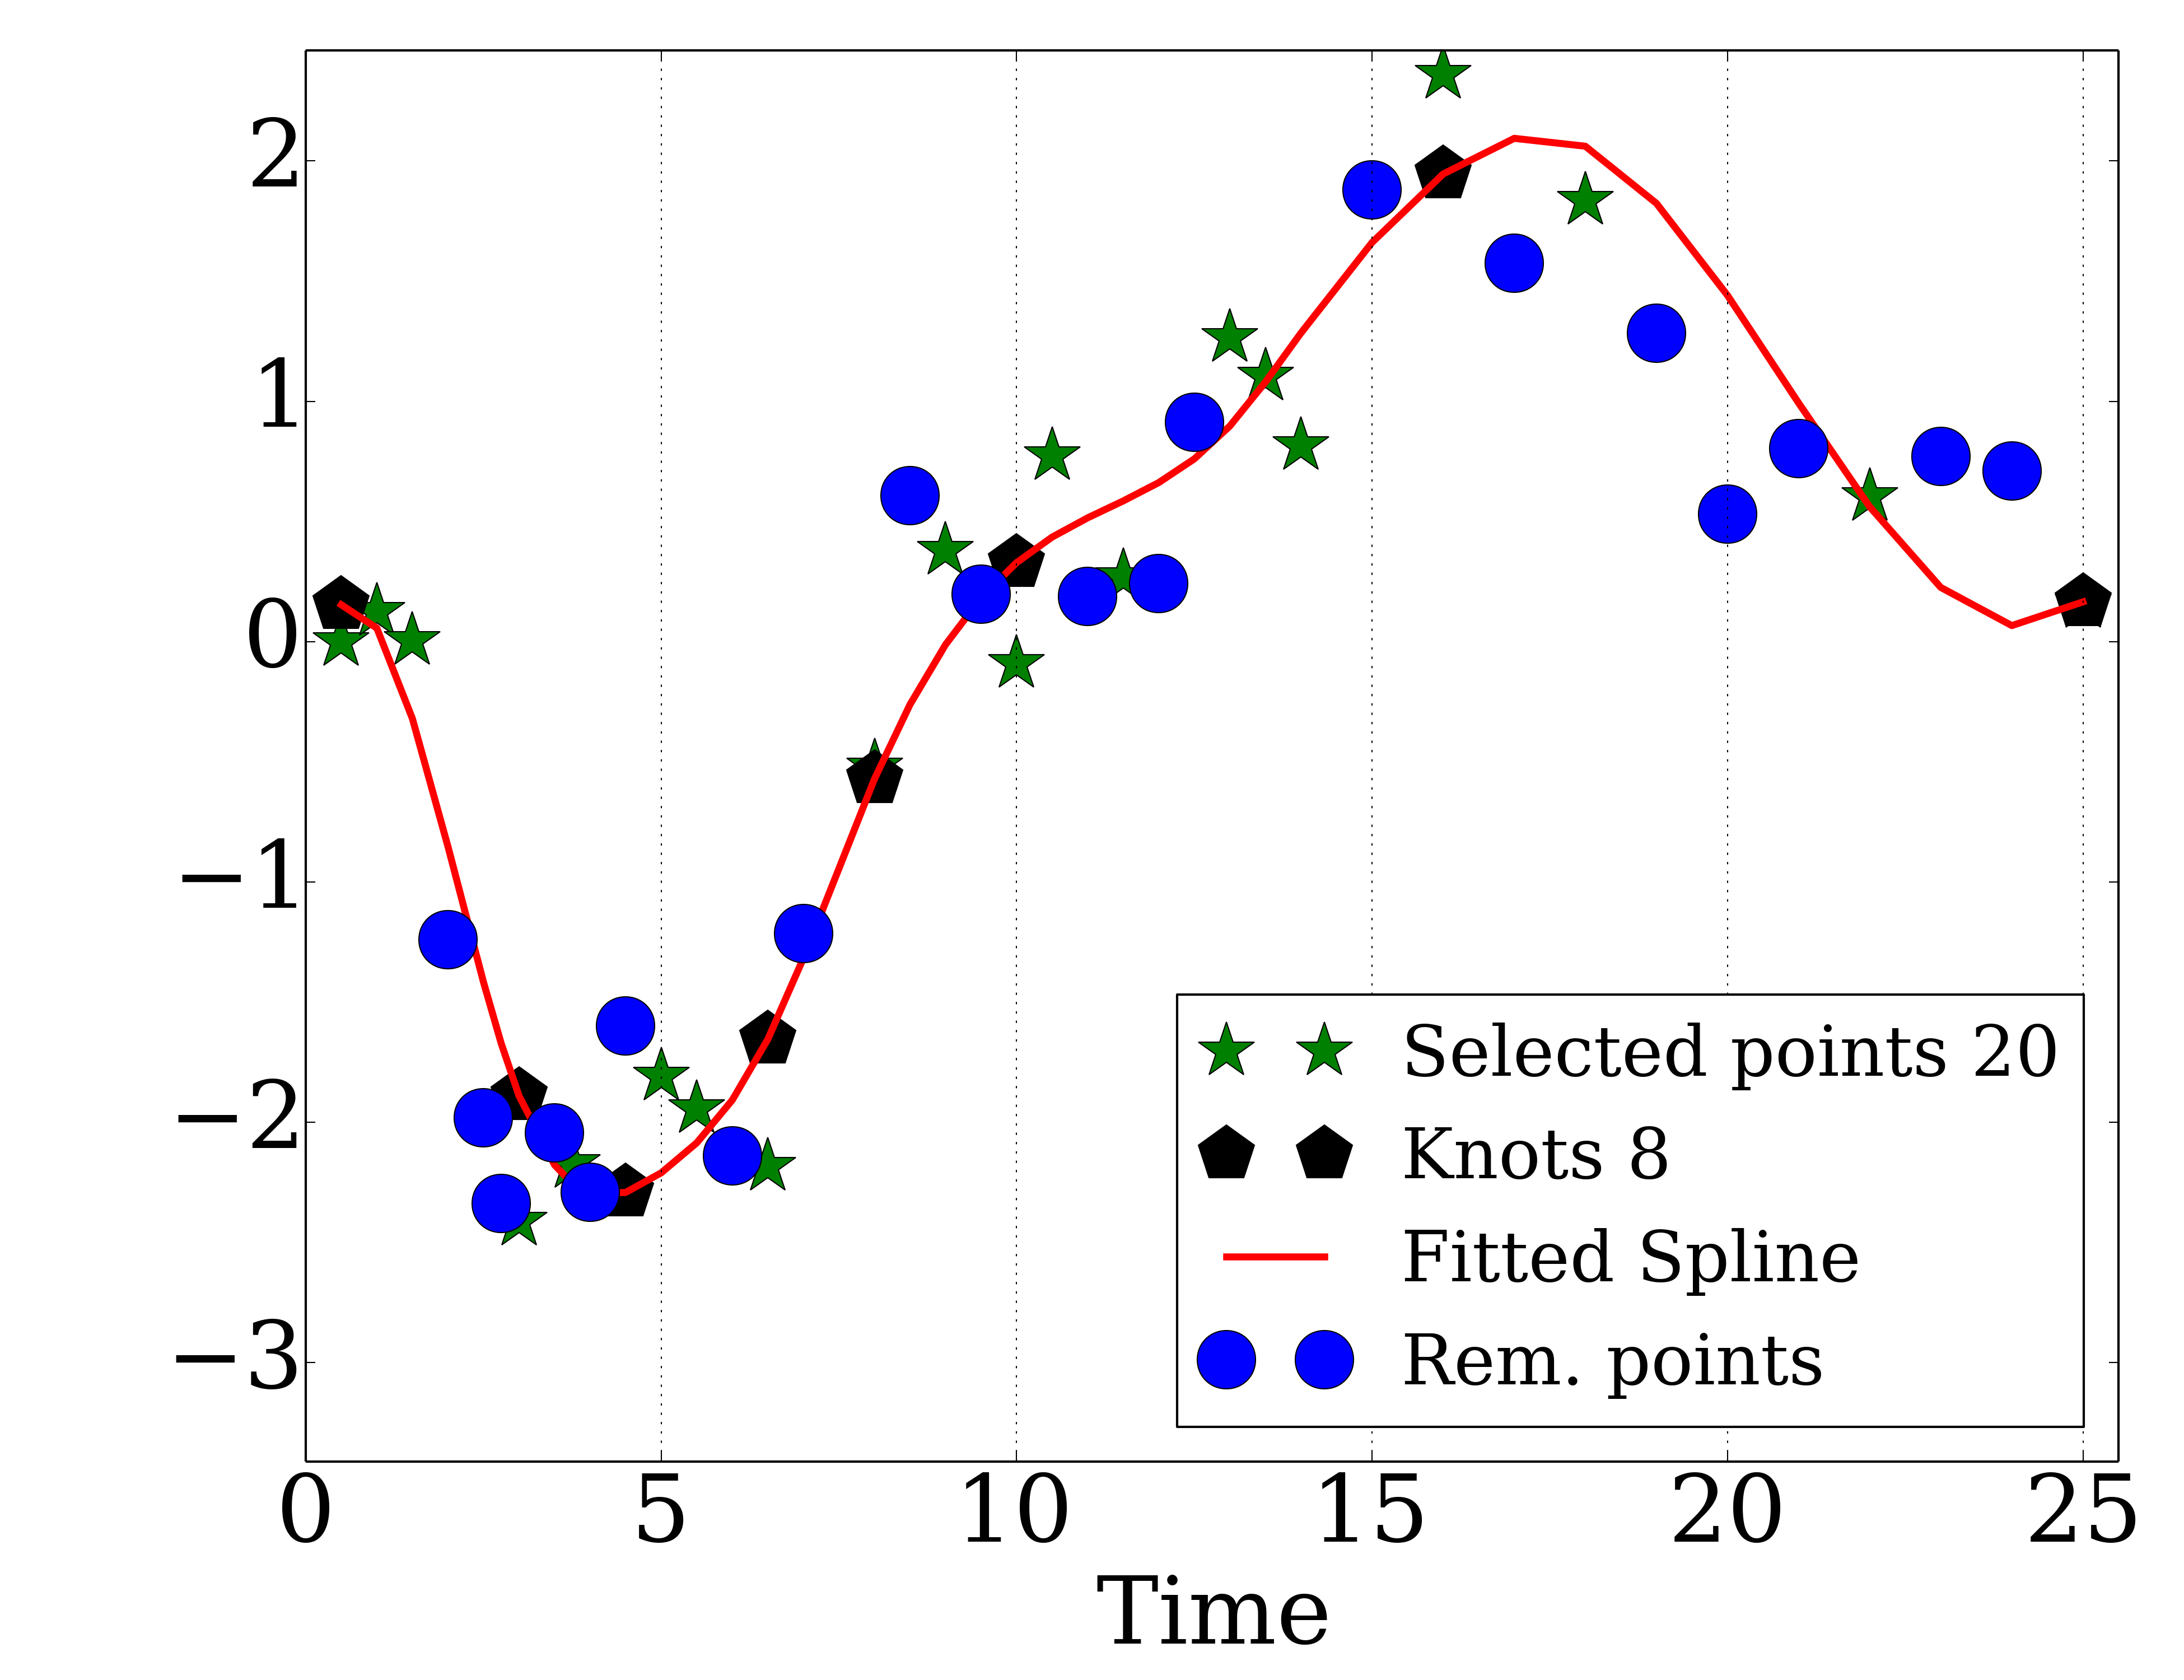 2
1
0
−1
−2
−3
Selected points 20
Knots 8
Fitted Spline
Rem. points
0 5 10 15 20 25
Time